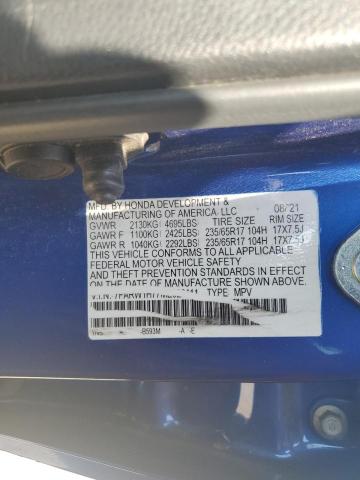 MFD. BY HONDA DEVELOPMENT & 08/21
MANUFACTURING OF AMERICA, LLC
GVWR 2130KG( 4695LBS) TIRE SIZE RIM SIZE
GAWR F 1100KG( 2425LBS) 235/65R17 104H 17X7.5J
GAWR R 1040KG( 2292LBS) 235/65R17 104H 17X7.5J
THIS VEHICLE CONFORMS TO ALL APPLICABLE
FEDERAL MOTOR VEHICLE SAFETY
AND THEFT PREVENTION STANDARDS IN EFFECT ON THE
DATE OF MANUFACTURE SHOWN ABOVE.
V.I.N. TYPE: MPV
-B593M